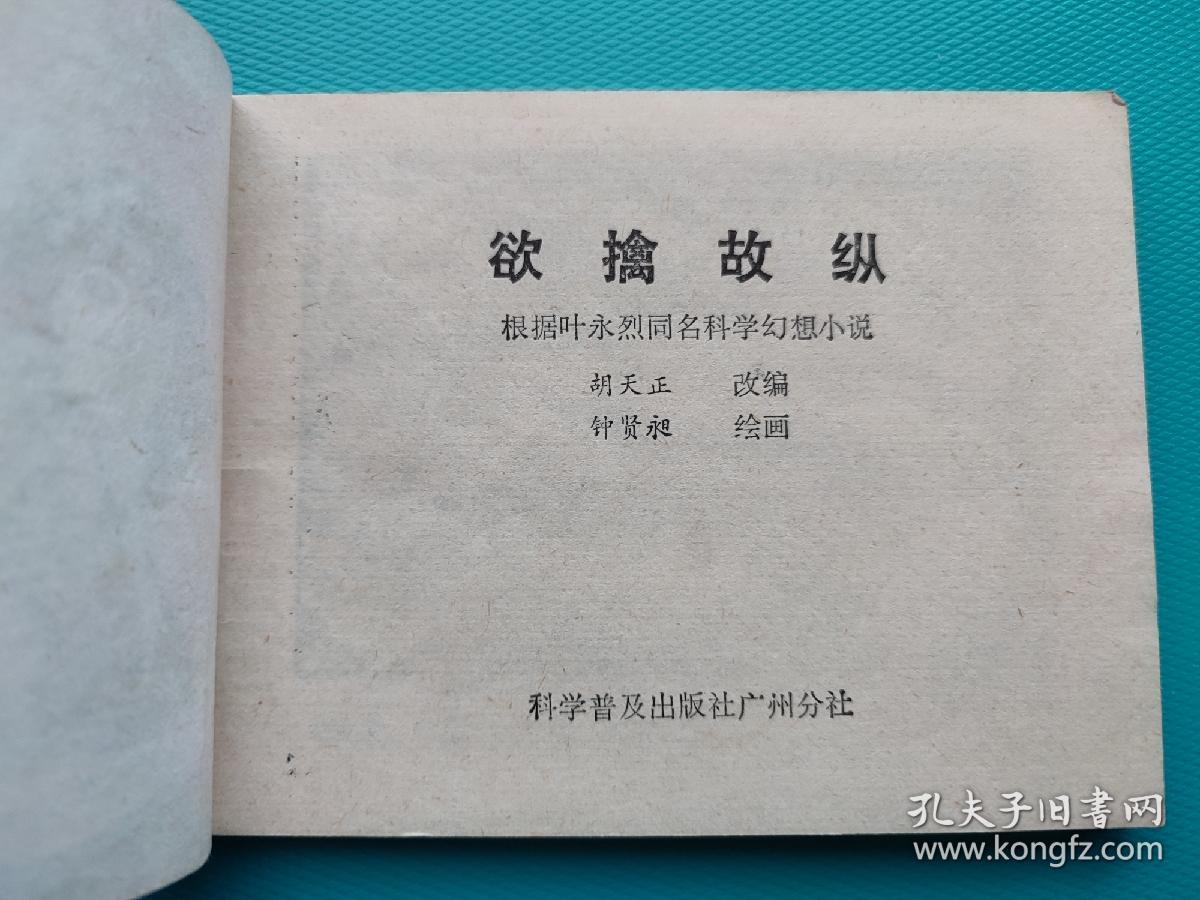 欲擒故纵
根据叶永烈同名科学幻想小说
胡天正 改编
钟贤昶 绘画
科学普及出版社广州分社
孔夫子旧書网
www.kongfz.com